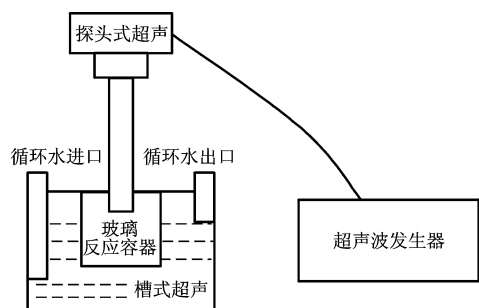 探头式超声
循环水进口
循环水出口
玻璃
反应容器
超声波发生器
槽式超声